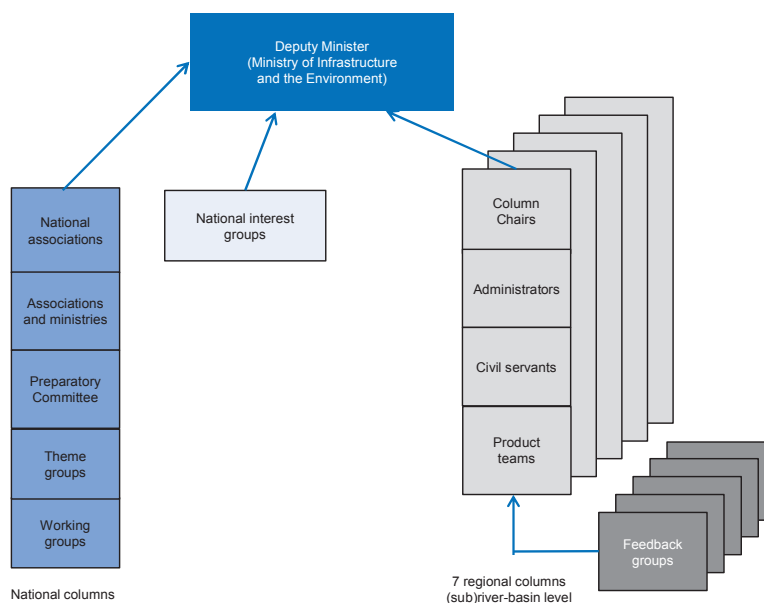 Deputy Minister
(Ministry of Infrastructure
and the Environment)
National
associations
Associations
and ministries
Preparatory
Committee
Theme
groups
Working
groups
National columns
National interest
groups
Column
Chairs
Administrators
Civil servants
Product
teams
Feedback
groups
7 regional columns
(sub)river-basin level